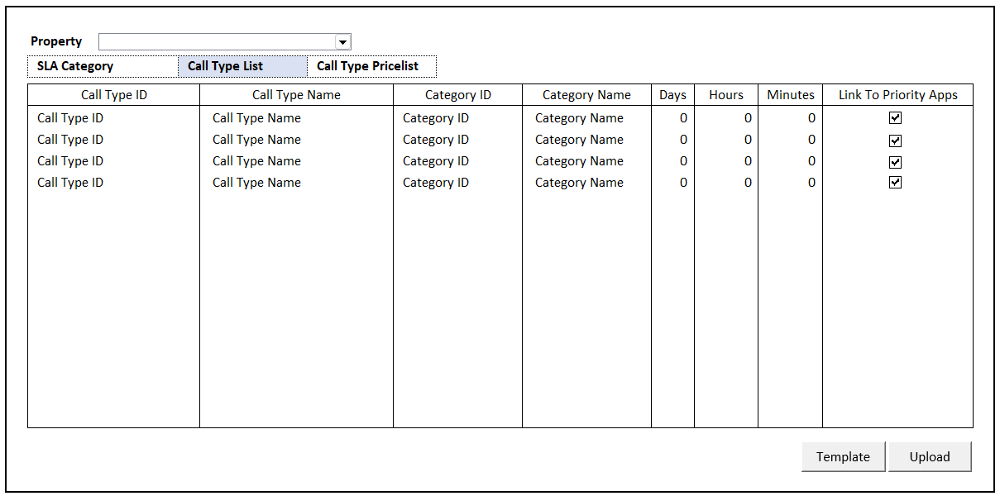 Property
SLA Category Call Type List Call Type Pricelist
Call Type ID Call Type Name Category ID Category Name Days Hours Minutes Link To Priority Apps
Call Type ID Call Type Name Category ID Category Name 0 0 0
Call Type ID Call Type Name Category ID Category Name 0 0 0
Call Type ID Call Type Name Category ID Category Name 0 0 0
Call Type ID Call Type Name Category ID Category Name 0 0 0
Template Upload